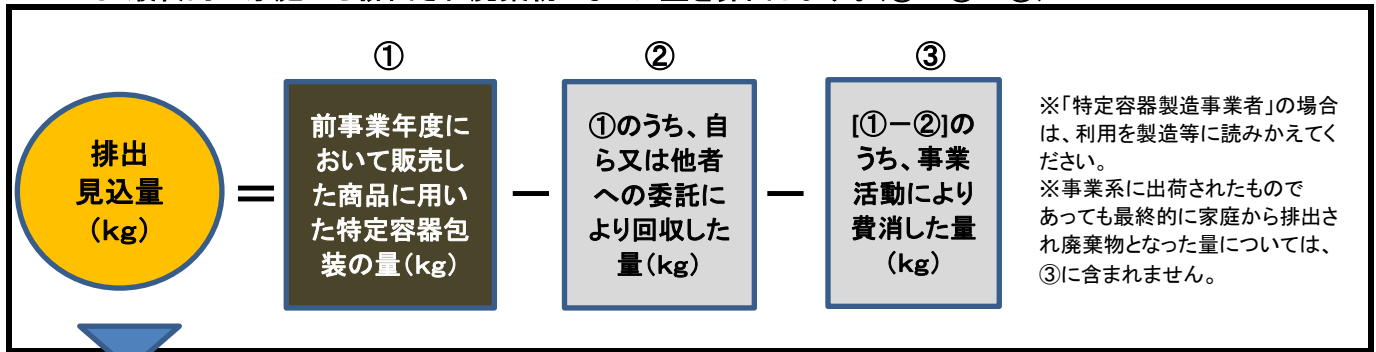 ①
②
③
排出
見込量
(kg)
＝
前事業年度に
おいて販売し
た商品に用い
た特定容器包
装の量(kg)
－
①のうち、自
ら又は他者
への委託に
より回収した
量(kg)
－
[①－②]の
うち、事業
活動により
費消した量
(kg)
※「特定容器製造事業者」の場合
は、利用を製造等に読みかえてく
ださい。
※事業系に出荷されたもので
あっても最終的に家庭から排出さ
れ廃棄物となった量については、
③に含まれません。